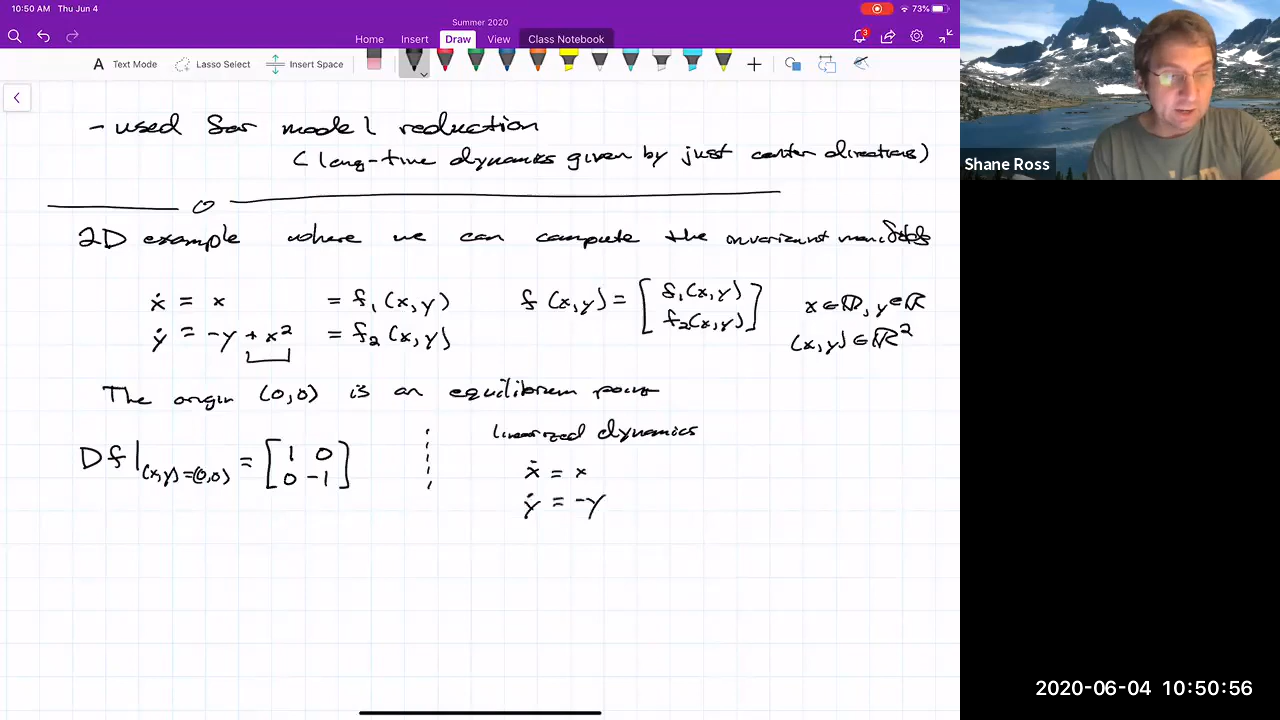 10:50 AM Thu Jun 4
73%
Summer 2020
Home Insert Draw View Class Notebook
3
A Text Mode Lasso Select Insert Space
- used for model reduction
(long-time dynamics given by just center directions)
2D example where we can compute the invariant manifolds
ẋ = x = f₁(x,y) f(x,y) = [f₁(x,y) x∈ℝ, y∈ℝ
ẏ = -y + x² = f₂(x,y) f₂(x,y)] (x,y)∈ℝ²
The origin (0,0) is an equilibrium point
linearized dynamics
Df|(x,y)=(0,0) = [1 0
0 -1]
ẋ = x
ẏ = -y
Shane Ross
2020-06-04 10:50:56